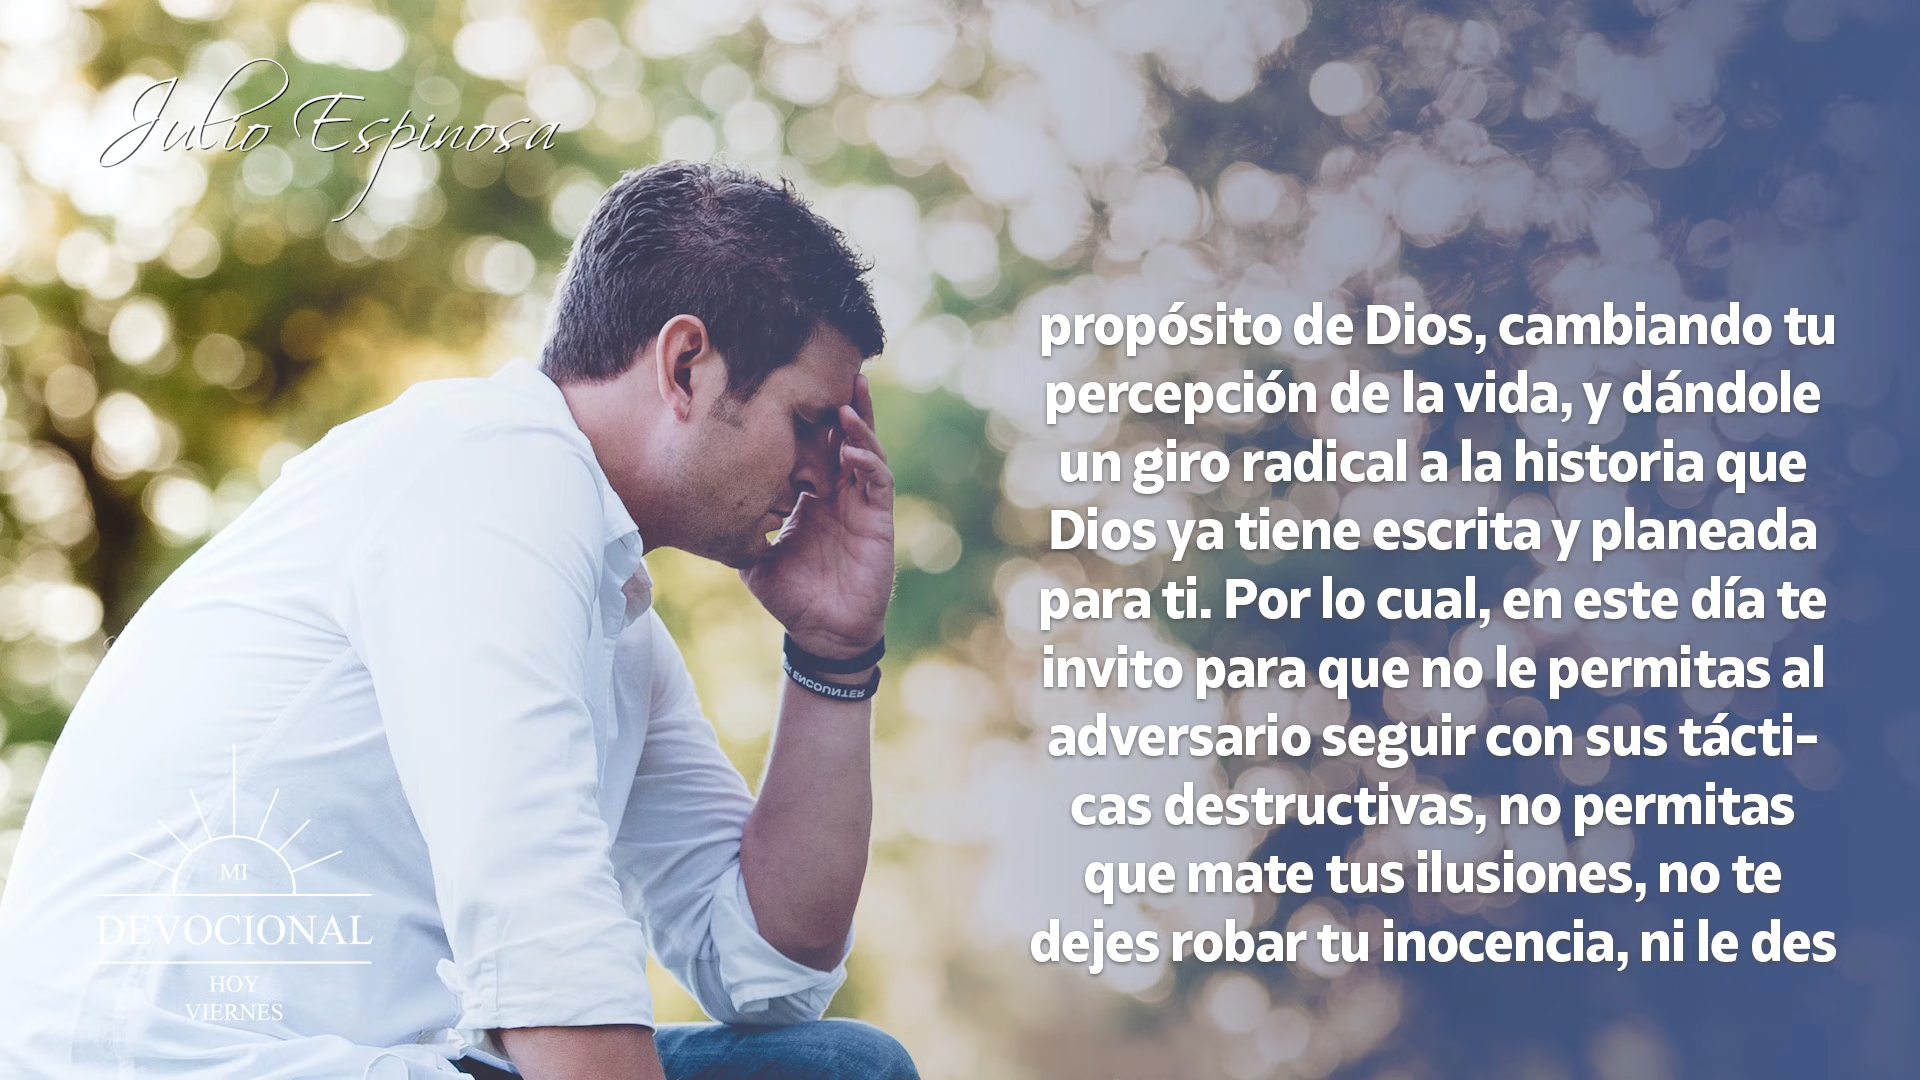 Julio Espinosa
propósito de Dios, cambiando tu
percepción de la vida, y dándole
un giro radical a la historia que
Dios ya tiene escrita y planeada
para ti. Por lo cual, en este día te
invito para que no le permitas al
adversario seguir con sus tácti-
cas destructivas, no permitas
que mate tus ilusiones, no te
dejes robar tu inocencia, ni le des
ENCOUNTER
MI
DEVOCIONAL
HOY
VIERNES